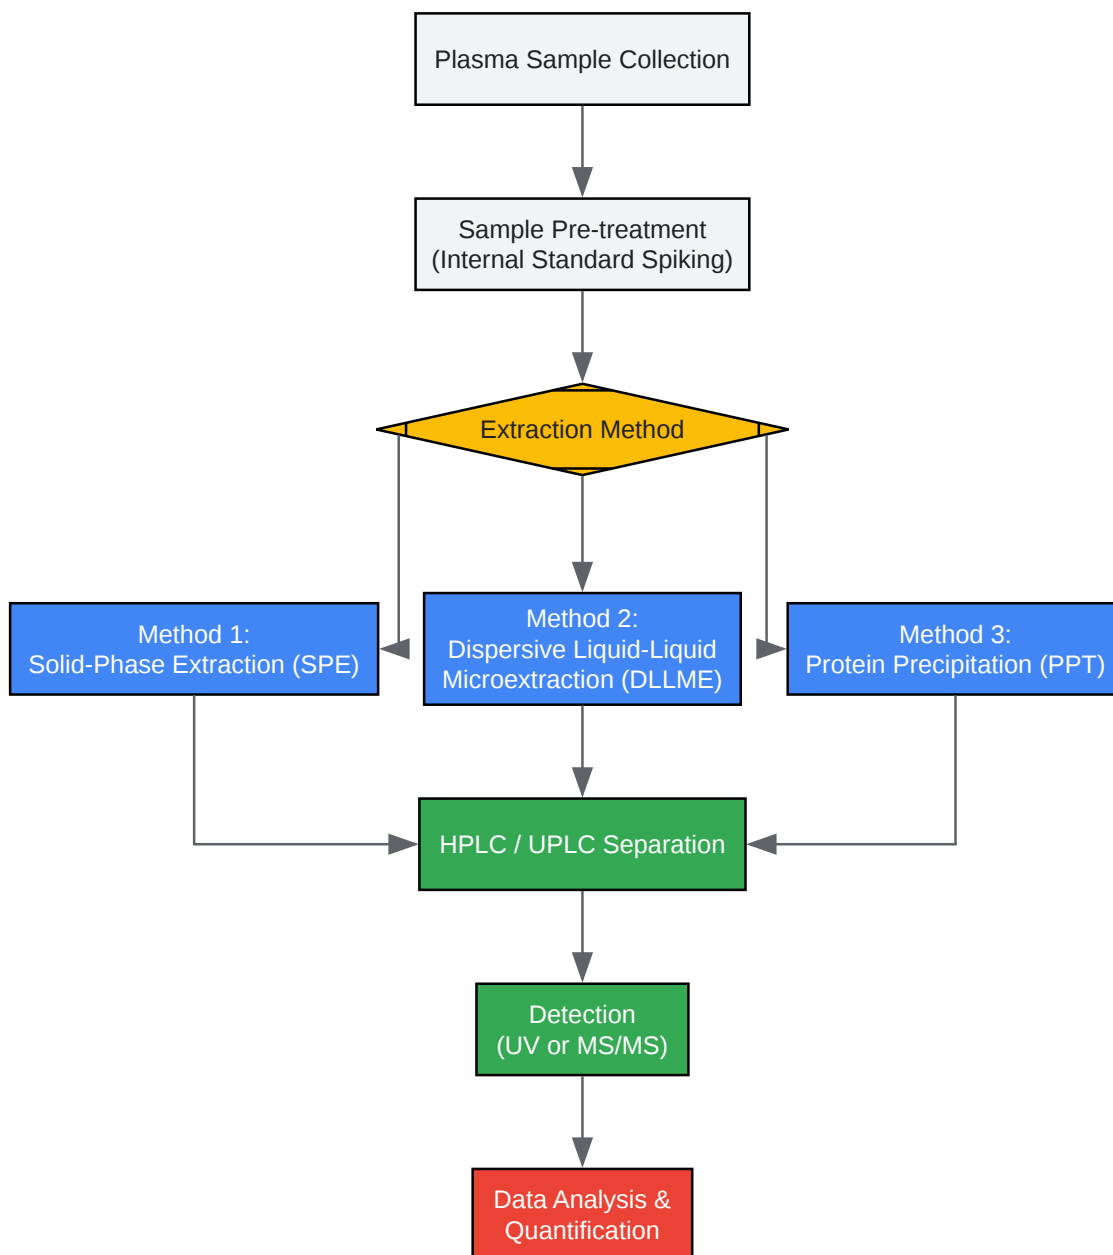 Plasma Sample Collection
Sample Pre-treatment
(Internal Standard Spiking)
Extraction Method
Method 1:
Solid-Phase Extraction (SPE)
Method 2:
Dispersive Liquid-Liquid
Microextraction (DLLME)
Method 3:
Protein Precipitation (PPT)
HPLC / UPLC Separation
Detection
(UV or MS/MS)
Data Analysis &
Quantification